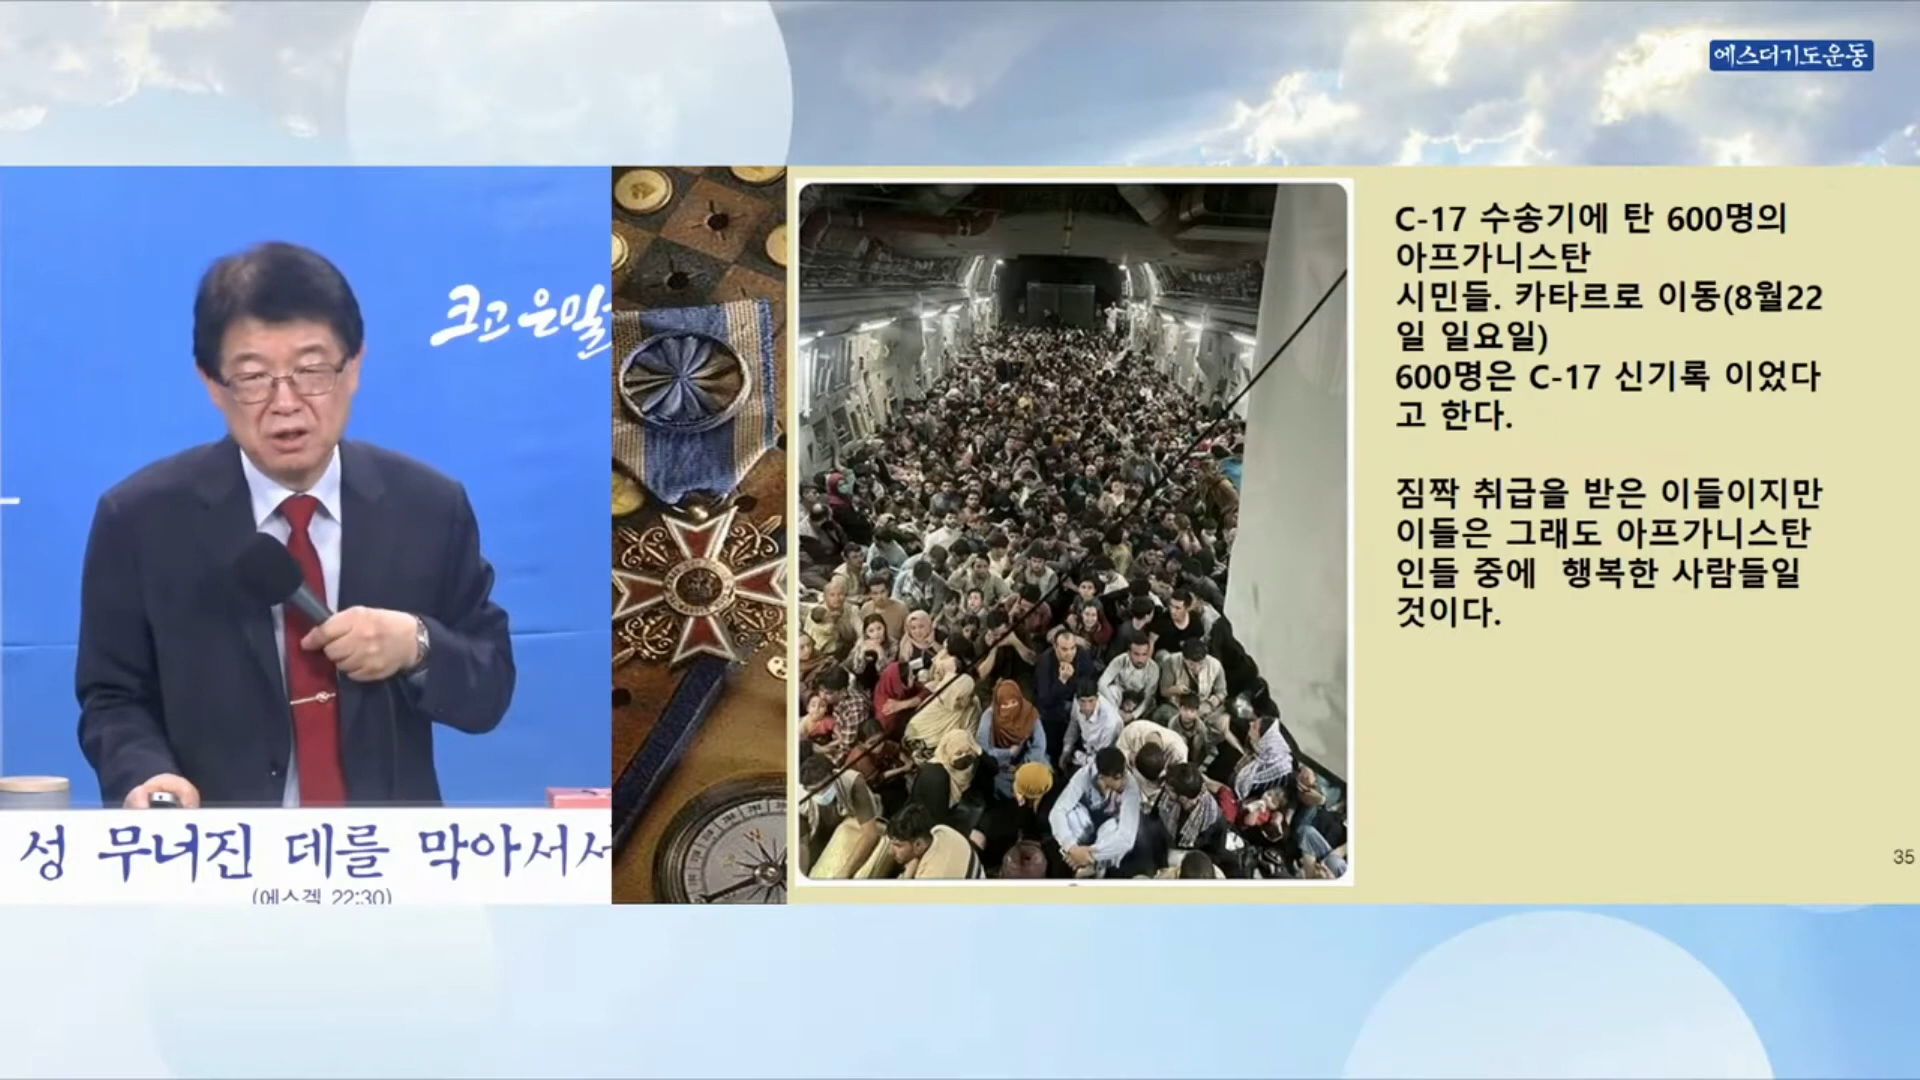 에스더기도운동
크고 은밀
성 무너진 데를 막아서서
(에스겔 22:30)
C-17 수송기에 탄 600명의
아프가니스탄
시민들. 카타르로 이동(8월22
일 일요일)
600명은 C-17 신기록 이었다
고 한다.
짐짝 취급을 받은 이들이지만
이들은 그래도 아프가니스탄
인들 중에 행복한 사람들일
것이다.
35